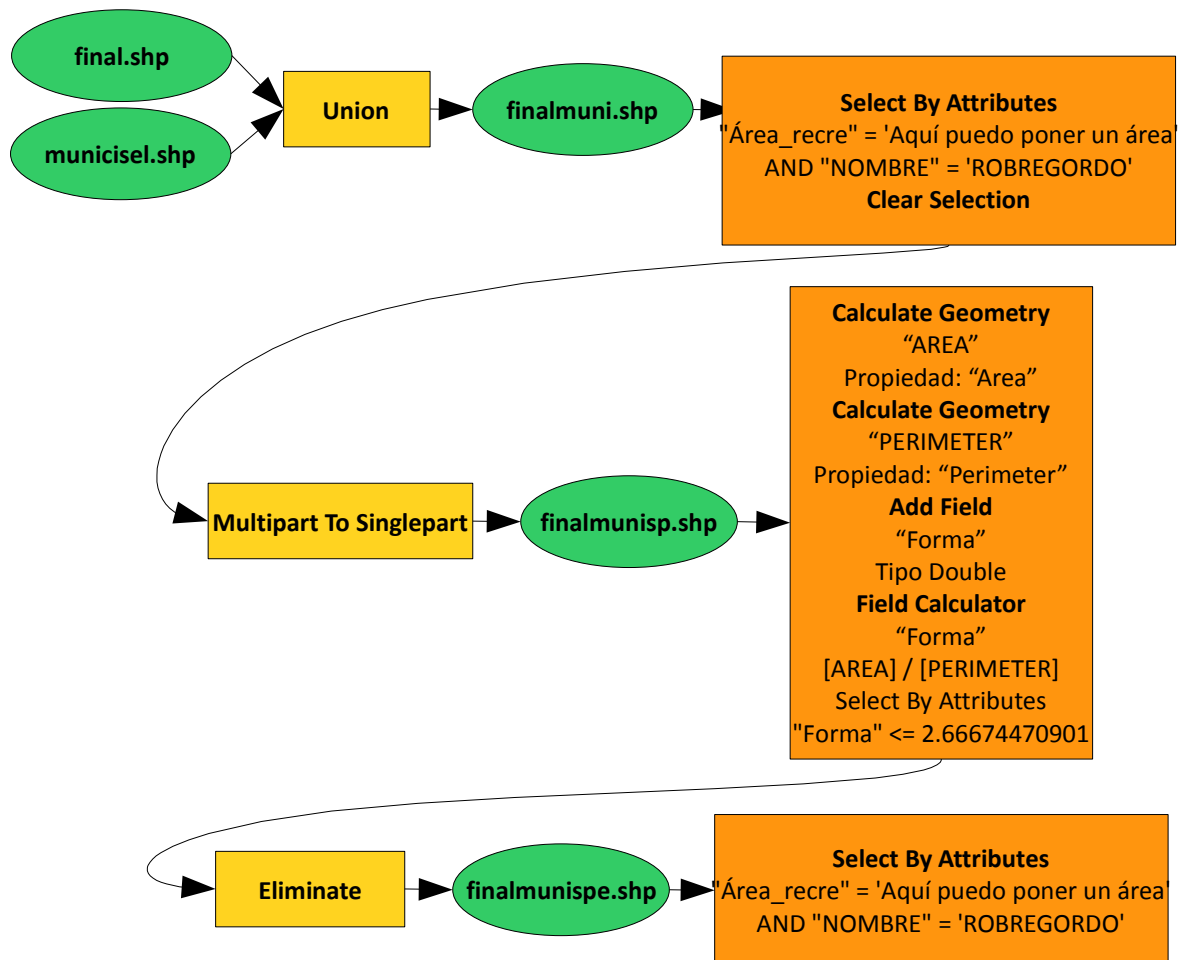 final.shp
municisel.shp
Union
finalmuni.shp
Select By Attributes
"Área_recre" = 'Aquí puedo poner un área'
AND "NOMBRE" = 'ROBREGORDO'
Clear Selection
Multipart To Singlepart
finalmunisp.shp
Calculate Geometry
“AREA”
Propiedad: “Area”
Calculate Geometry
“PERIMETER”
Propiedad: “Perimeter”
Add Field
“Forma”
Tipo Double
Field Calculator
“Forma”
[AREA] / [PERIMETER]
Select By Attributes
"Forma" <= 2.66674470901
Eliminate
finalmunispe.shp
Select By Attributes
"Área_recre" = 'Aquí puedo poner un área'
AND "NOMBRE" = 'ROBREGORDO'